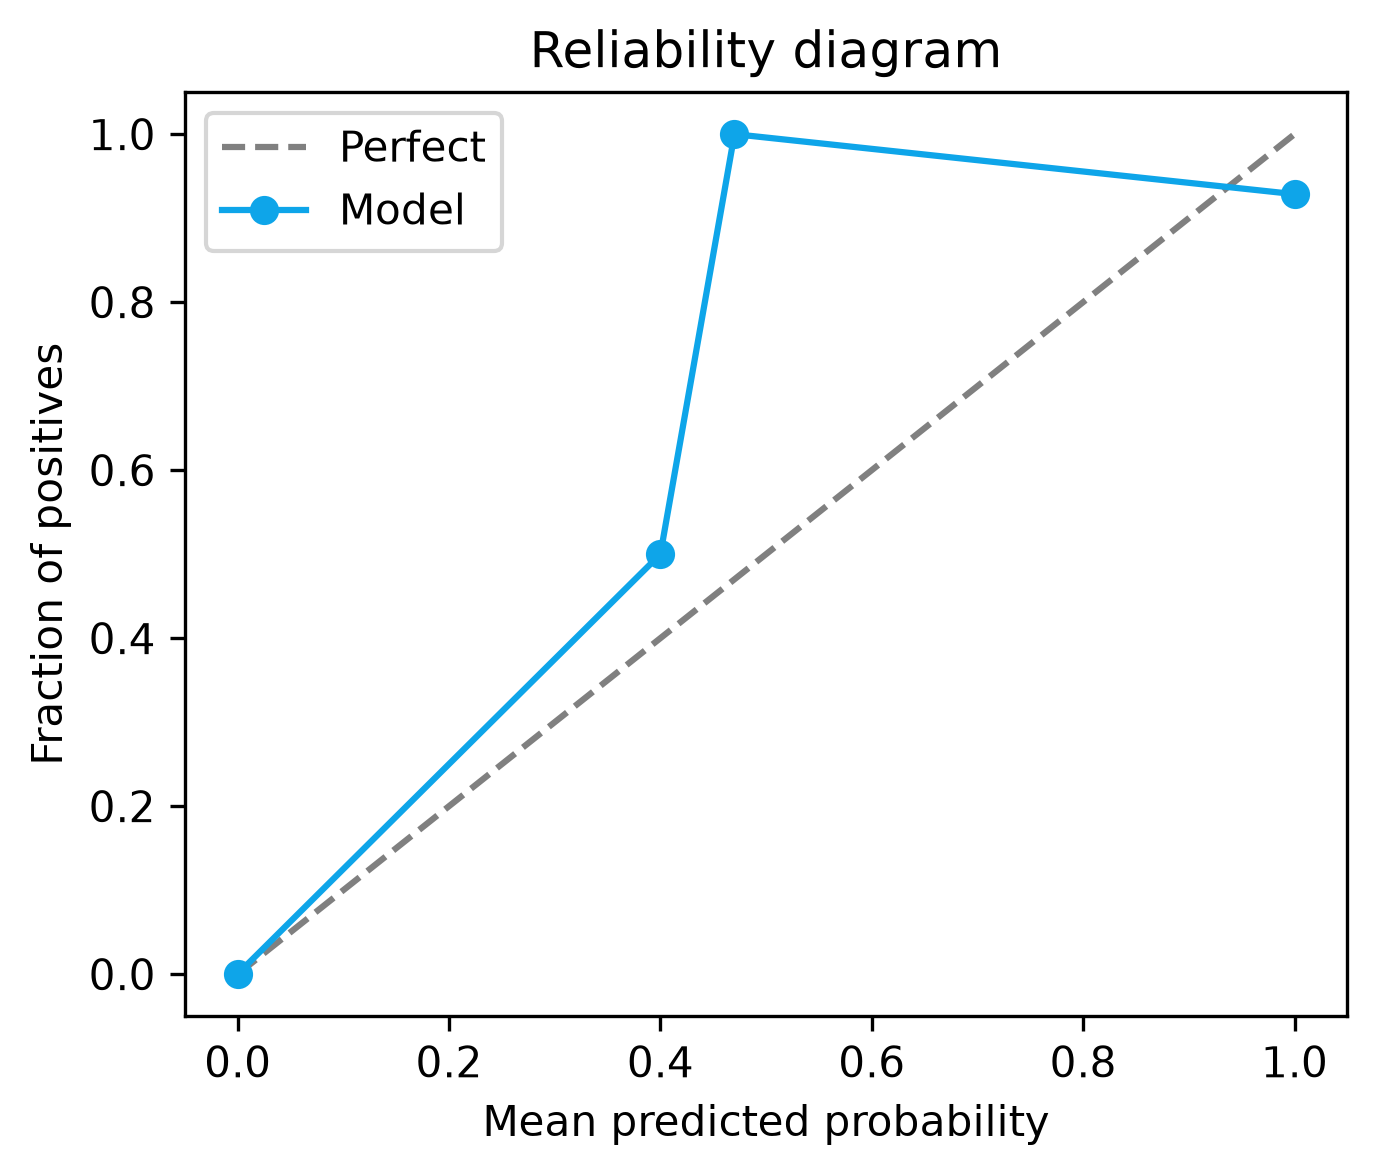 Reliability diagram
Perfect
Model
1.0
0.8
0.6
0.4
0.2
0.0
Fraction of positives
0.0 0.2 0.4 0.6 0.8 1.0
Mean predicted probability